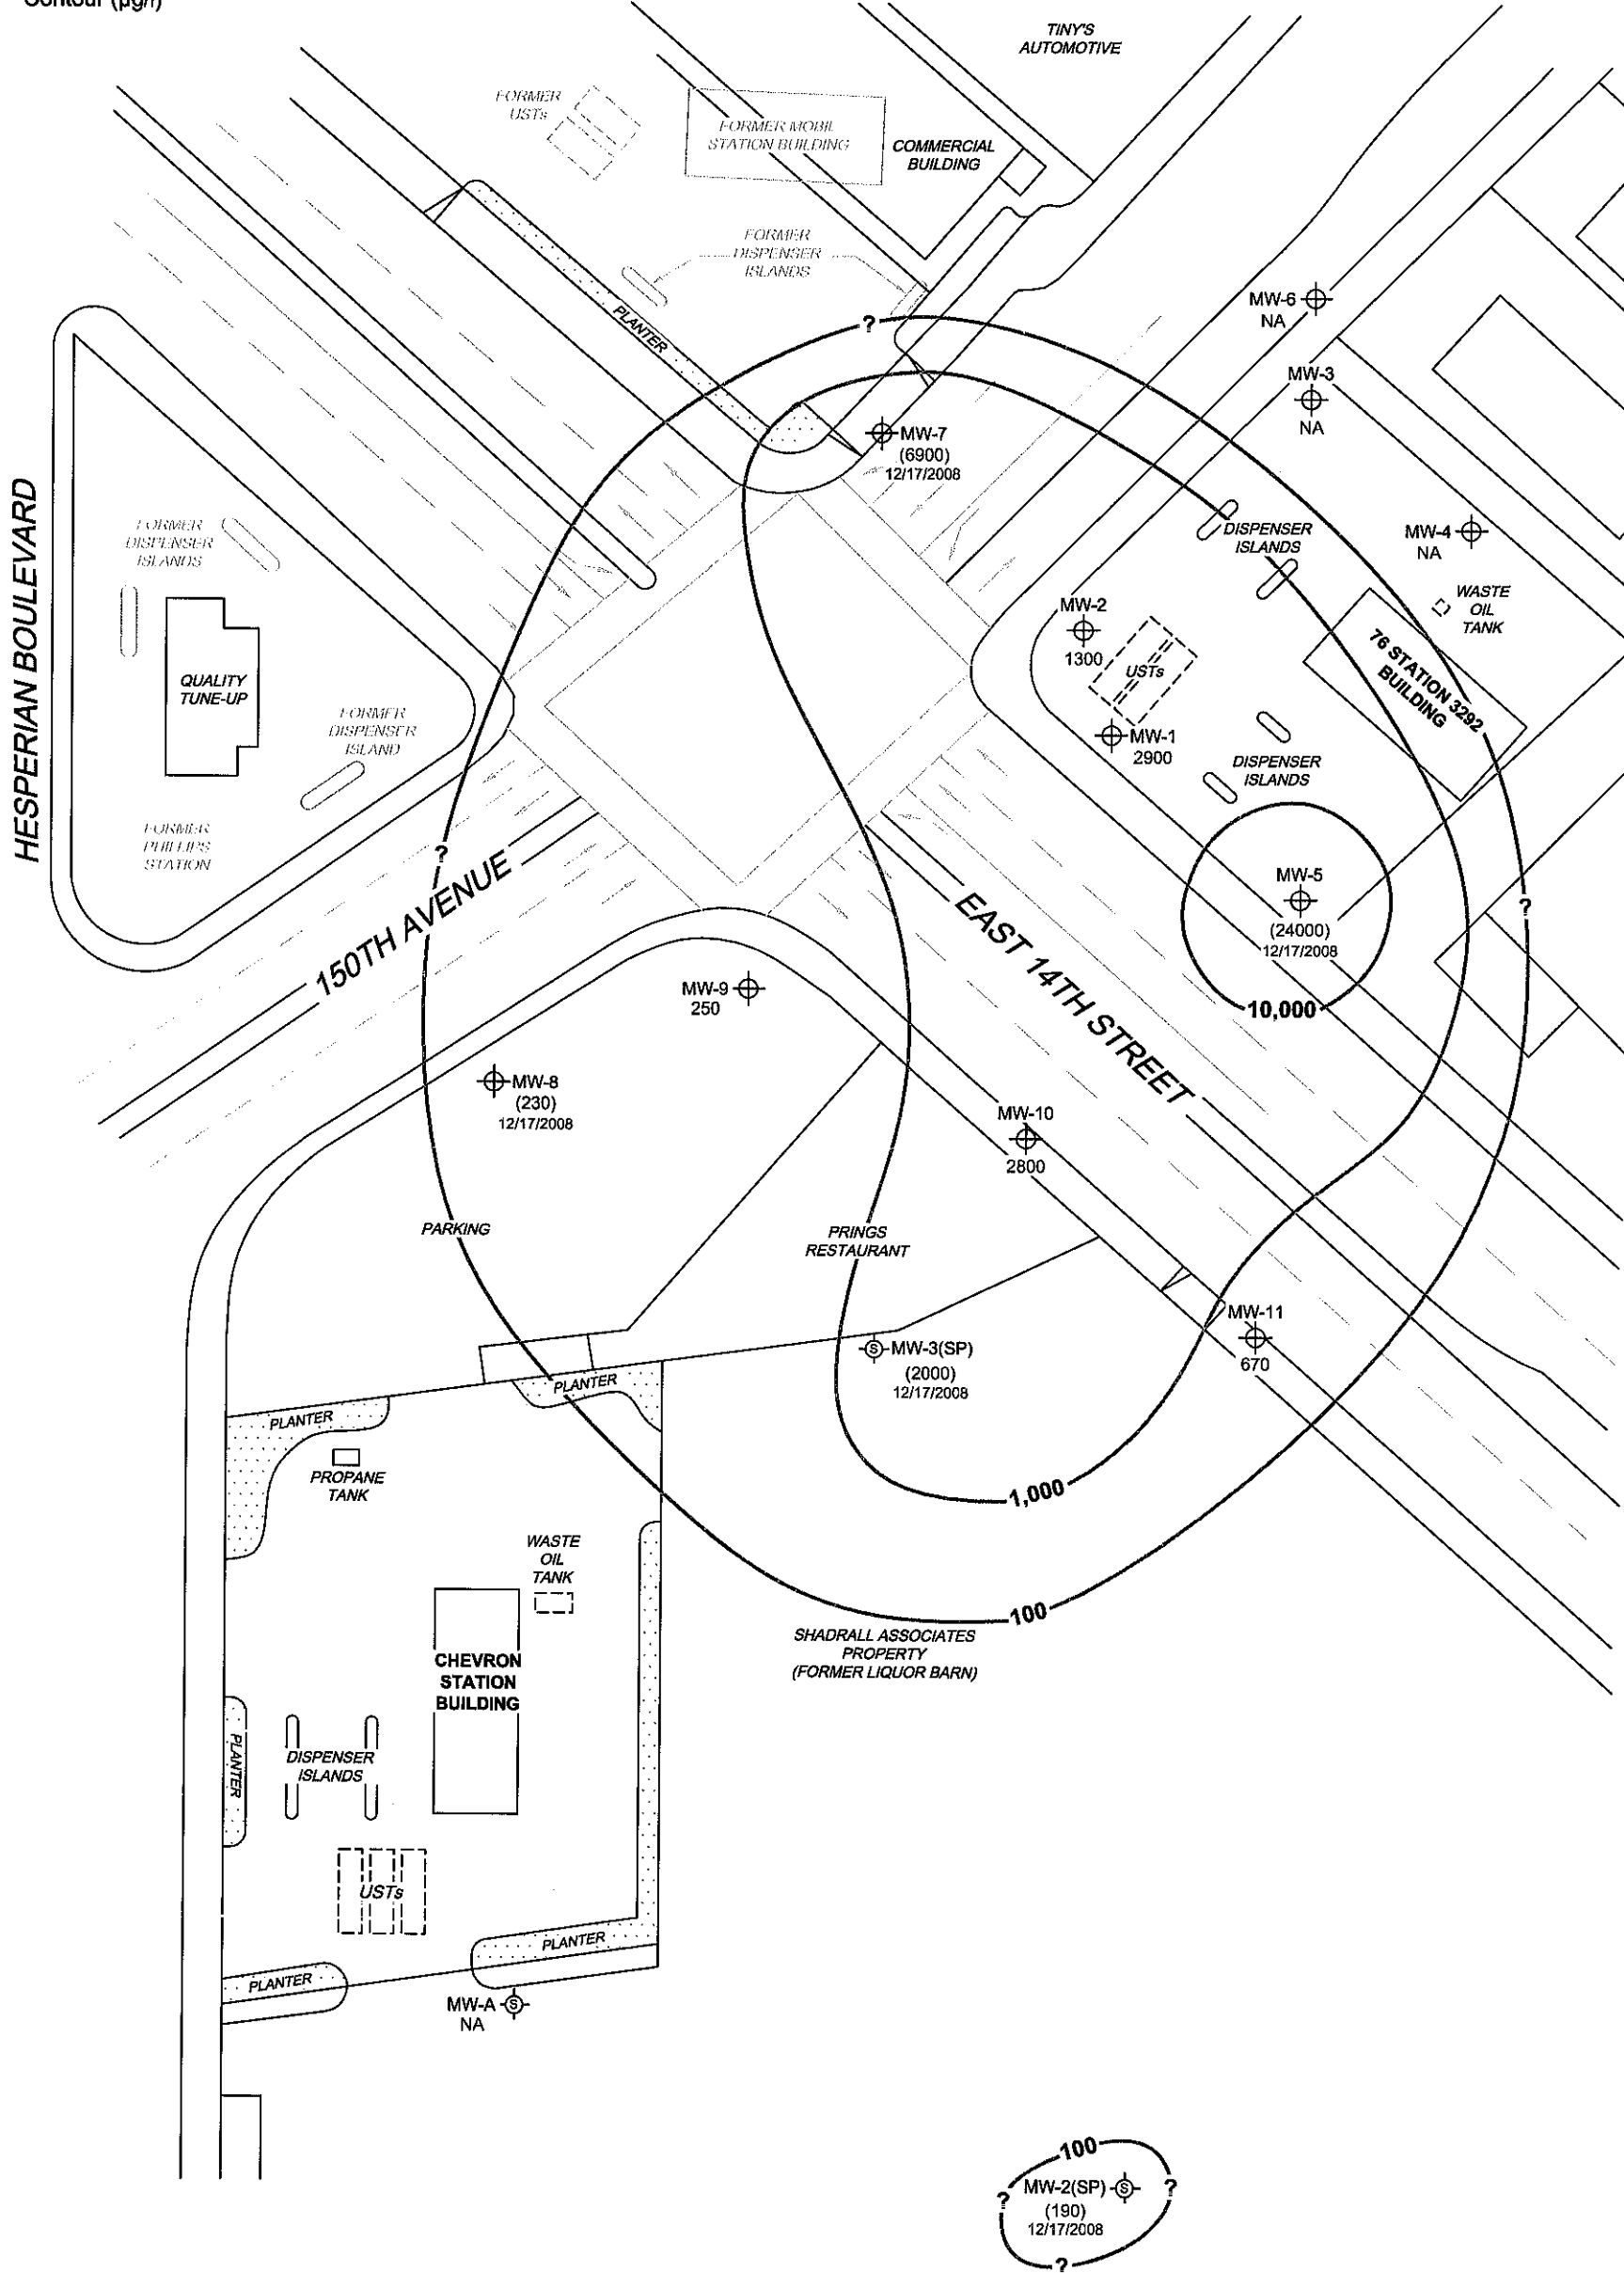 Contour (µg/l)
TINY'S
AUTOMOTIVE
FORMER
USTs
FORMER MOBIL
STATION BUILDING
COMMERCIAL
BUILDING
FORMER
DISPENSER
ISLANDS
PLANTER
?
MW-6
NA
MW-3
NA
MW-7
(6900)
12/17/2008
DISPENSER
ISLANDS
MW-4
NA
WASTE
OIL
TANK
HESPERIAN BOULEVARD
FORMER
DISPENSER
ISLANDS
QUALITY
TUNE-UP
FORMER
DISPENSER
ISLAND
FORMER
PHILLIPS
STATION
MW-2
1300
USTs
MW-1
2900
76 STATION 3292
BUILDING
DISPENSER
ISLANDS
?
150TH AVENUE
EAST 14TH STREET
MW-5
(24000)
12/17/2008
?
10,000
MW-9
250
MW-8
(230)
12/17/2008
MW-10
2800
PARKING
PRINGS
RESTAURANT
MW-11
670
MW-3(SP)
(2000)
12/17/2008
S
PLANTER
PLANTER
PROPANE
TANK
1,000
WASTE
OIL
TANK
100
SHADRALL ASSOCIATES
PROPERTY
(FORMER LIQUOR BARN)
CHEVRON
STATION
BUILDING
PLANTER
DISPENSER
ISLANDS
USTs
PLANTER
PLANTER
MW-A
NA
S
100
MW-2(SP)
(190)
12/17/2008
S
?
?
?